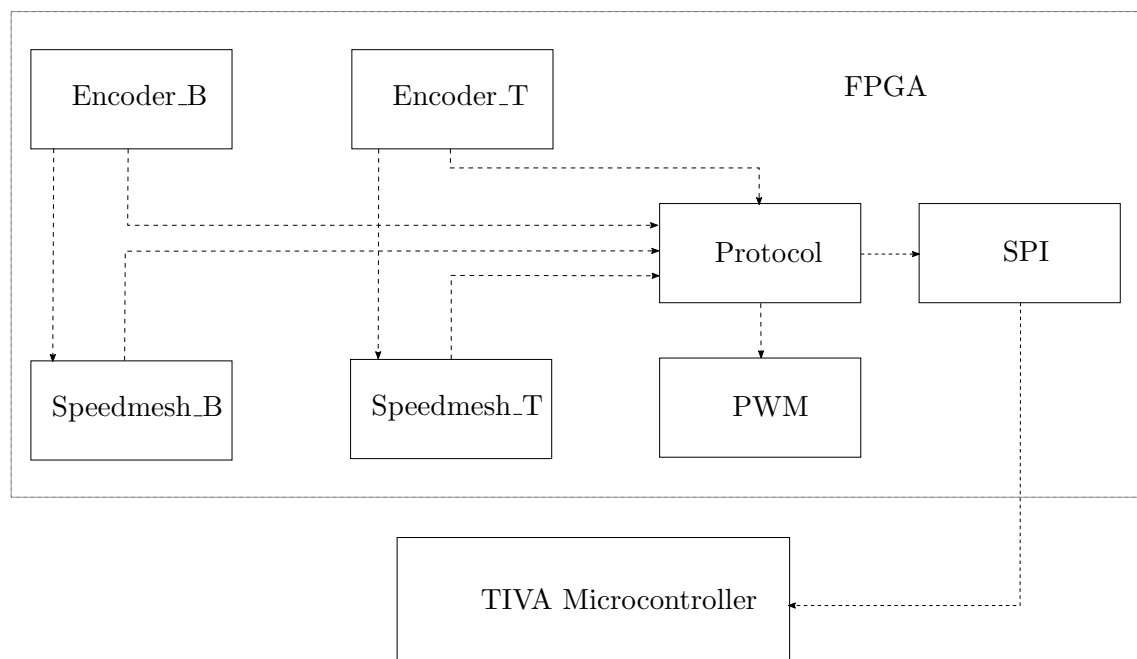 Encoder_B
Encoder_T
FPGA
Protocol
SPI
Speedmesh_B
Speedmesh_T
PWM
TIVA Microcontroller